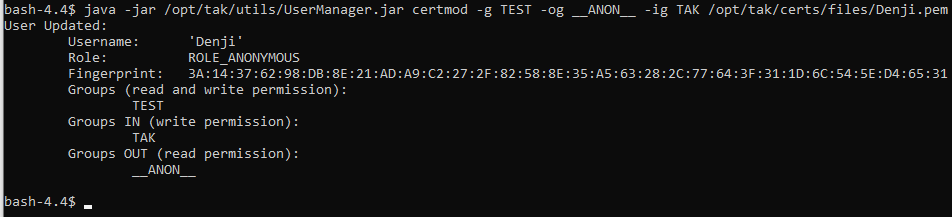 bash-4.4$ java -jar /opt/tak/utils/UserManager.jar certmod -g TEST -og __ANON__ -ig TAK /opt/tak/certs/files/Denji.pem
User Updated:
Username: 'Denji'
Role: ROLE_ANONYMOUS
Fingerprint: 3A:14:37:62:98:DB:8E:21:AD:A9:C2:27:2F:82:58:8E:35:A5:63:28:2C:77:64:3F:31:1D:6C:54:5E:D4:65:31
Groups (read and write permission):
TEST
Groups IN (write permission):
TAK
Groups OUT (read permission):
__ANON__
bash-4.4$